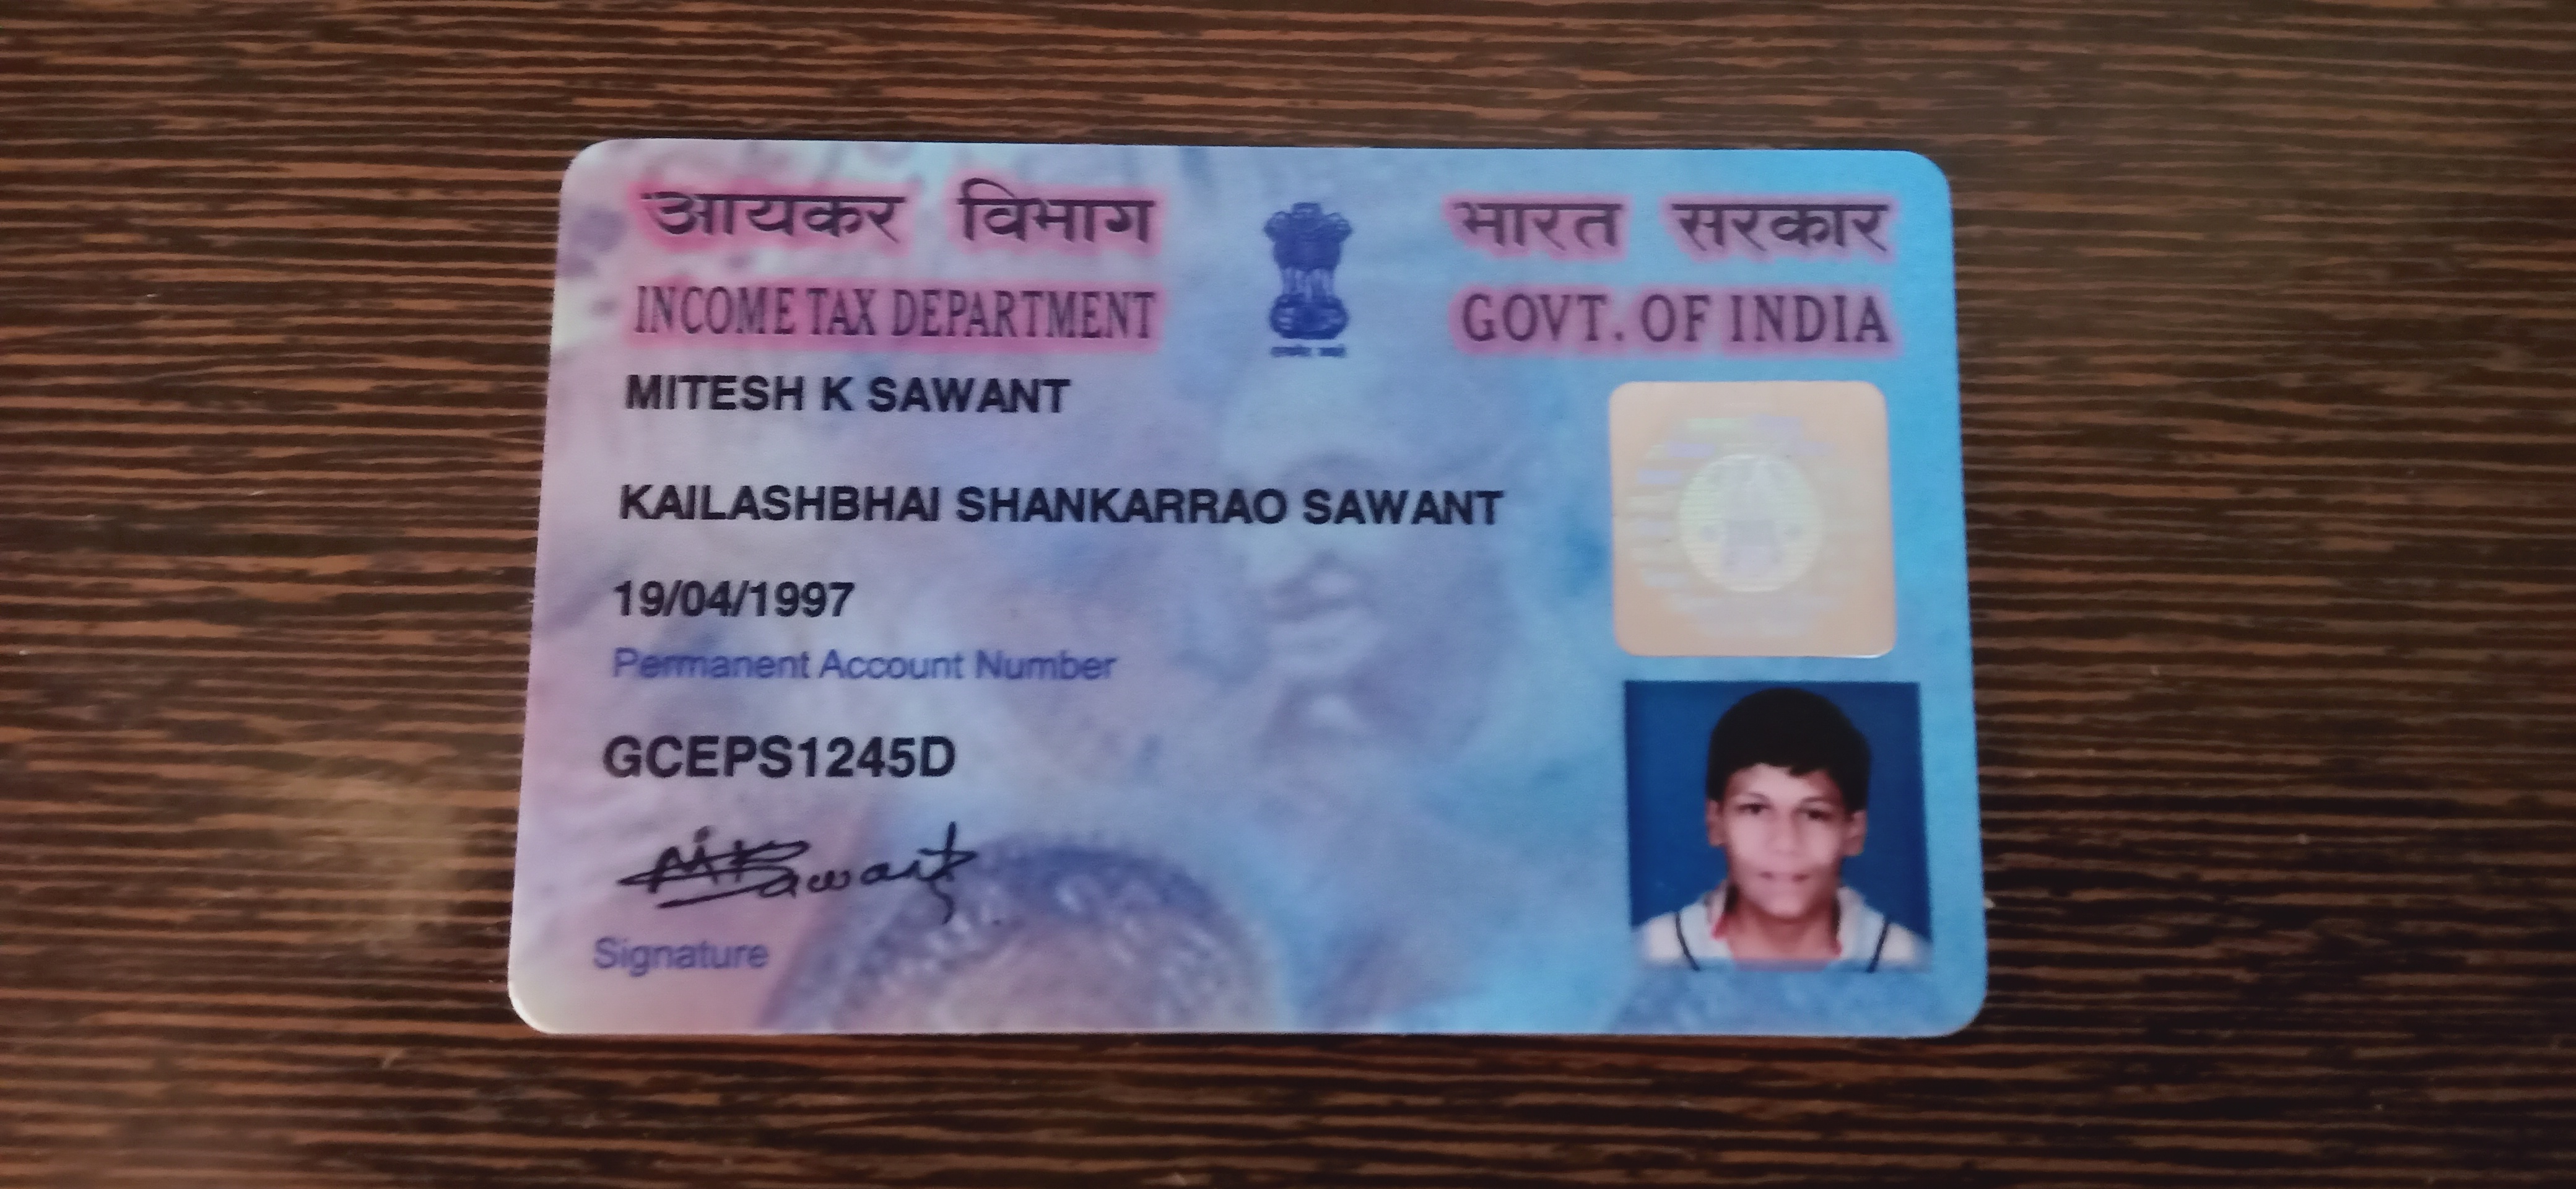 आयकर विभाग
INCOME TAX DEPARTMENT
भारत सरकार
GOVT. OF INDIA
MITESH K SAWANT
KAILASHBHAI SHANKARRAO SAWANT
19/04/1997
Permanent Account Number
GCEPS1245D
MKSawant
Signature